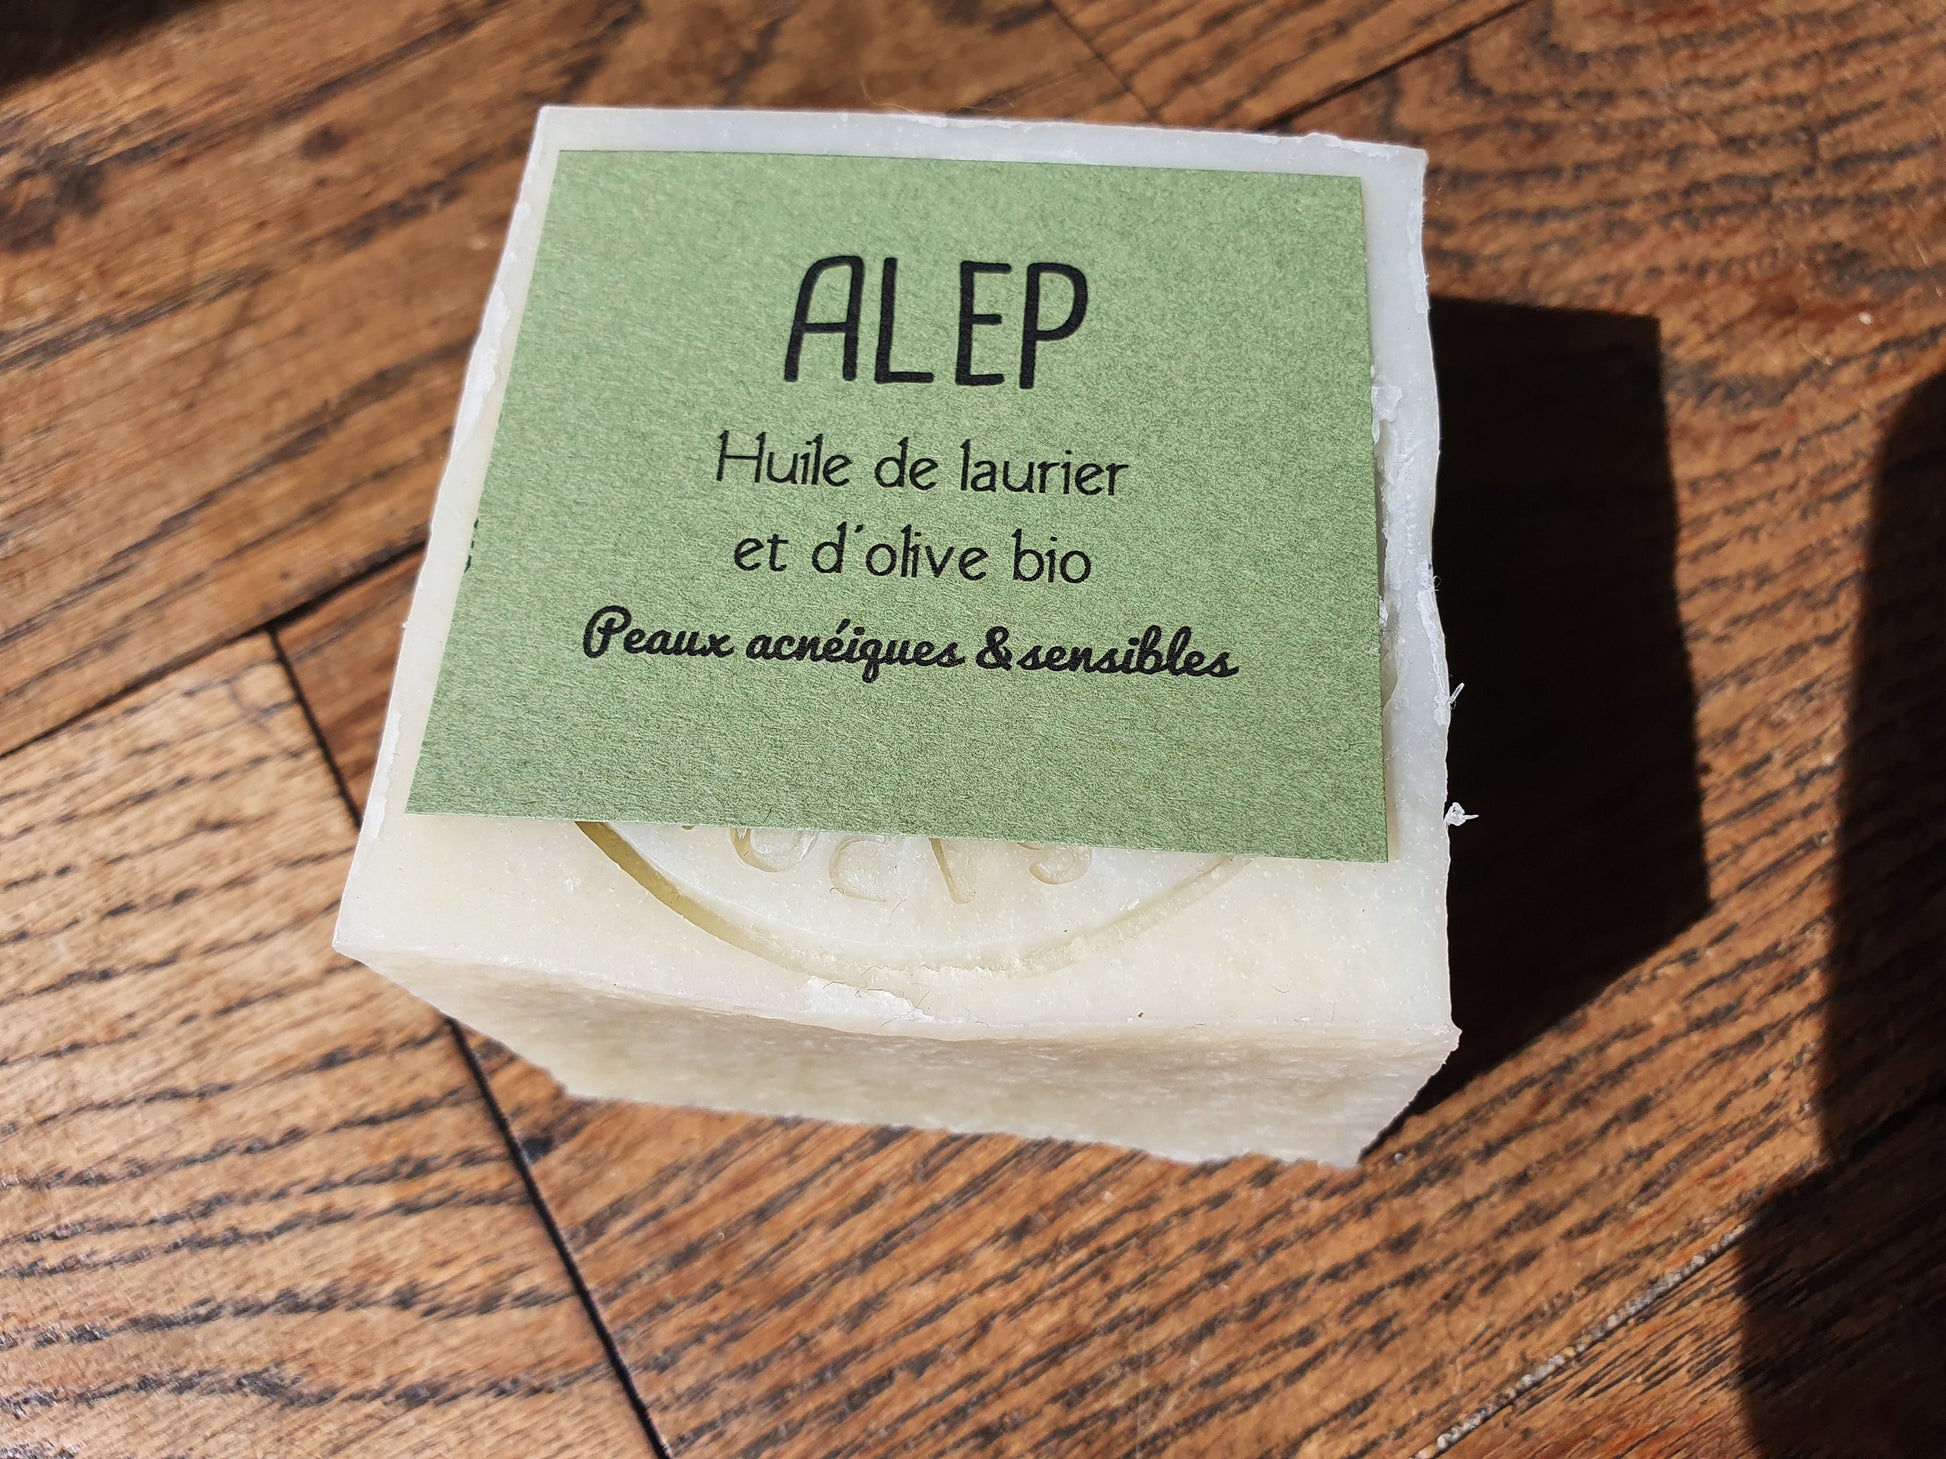 ALEP
Huile de laurier
et d'olive bio
Peaux acnéiques & sensibles